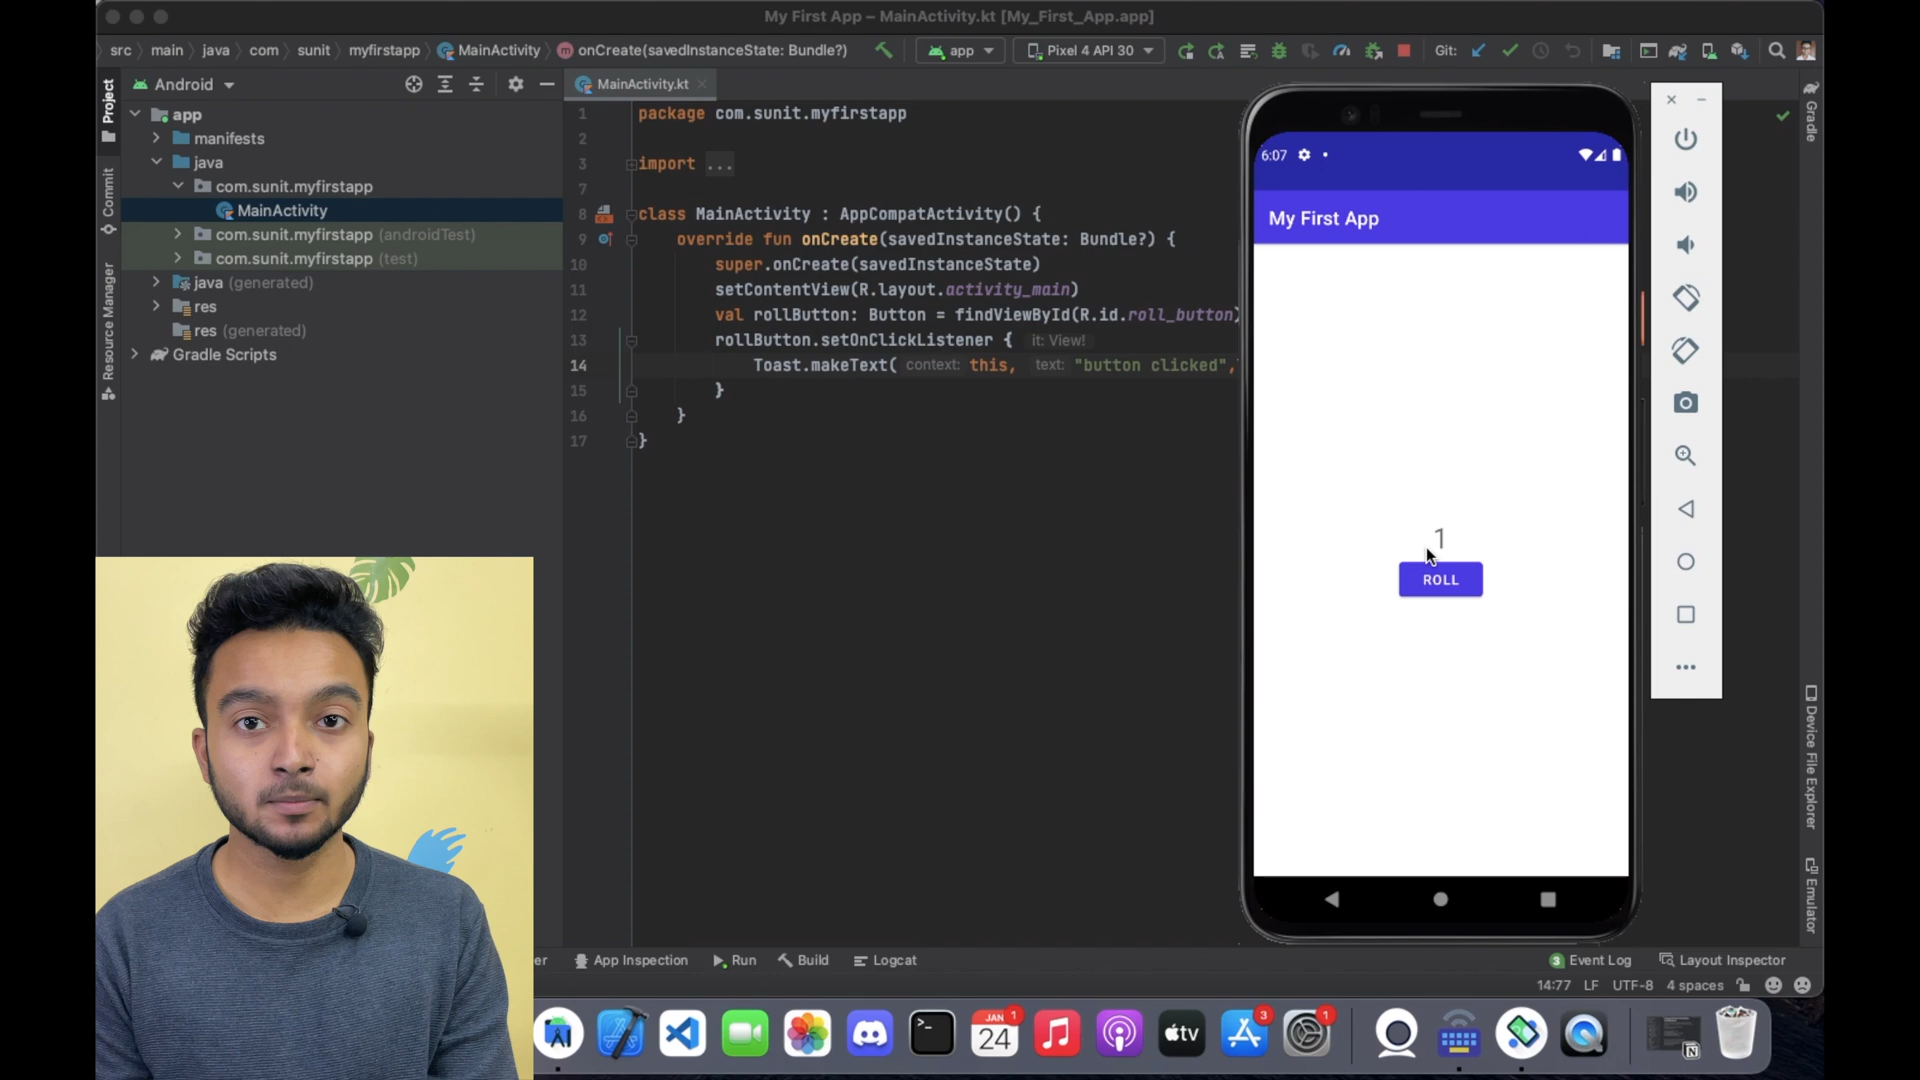 My First App – MainActivity.kt [My_First_App.app]
src main java com sunit myfirstapp MainActivity onCreate(savedInstanceState: Bundle?) app Pixel 4 API 30 Git:
Project
Commit
Resource Manager
Android
app
manifests
java
com.sunit.myfirstapp
MainActivity
com.sunit.myfirstapp (androidTest)
com.sunit.myfirstapp (test)
java (generated)
res
res (generated)
Gradle Scripts
MainActivity.kt
1 package com.sunit.myfirstapp
2
3 import ...
7
8 class MainActivity : AppCompatActivity() {
9 override fun onCreate(savedInstanceState: Bundle?) {
10 super.onCreate(savedInstanceState)
11 setContentView(R.layout.activity_main)
12 val rollButton: Button = findViewById(R.id.roll_button)
13 rollButton.setOnClickListener { it: View!
14 Toast.makeText( context: this, text: "button clicked",
15 }
16 }
17 }
6:07
My First App
1
ROLL
Gradle
Device File Explorer
Emulator
er App Inspection Run Build Logcat 3 Event Log Layout Inspector
14:77 LF UTF-8 4 spaces
JAN 1
24
tv
3
1